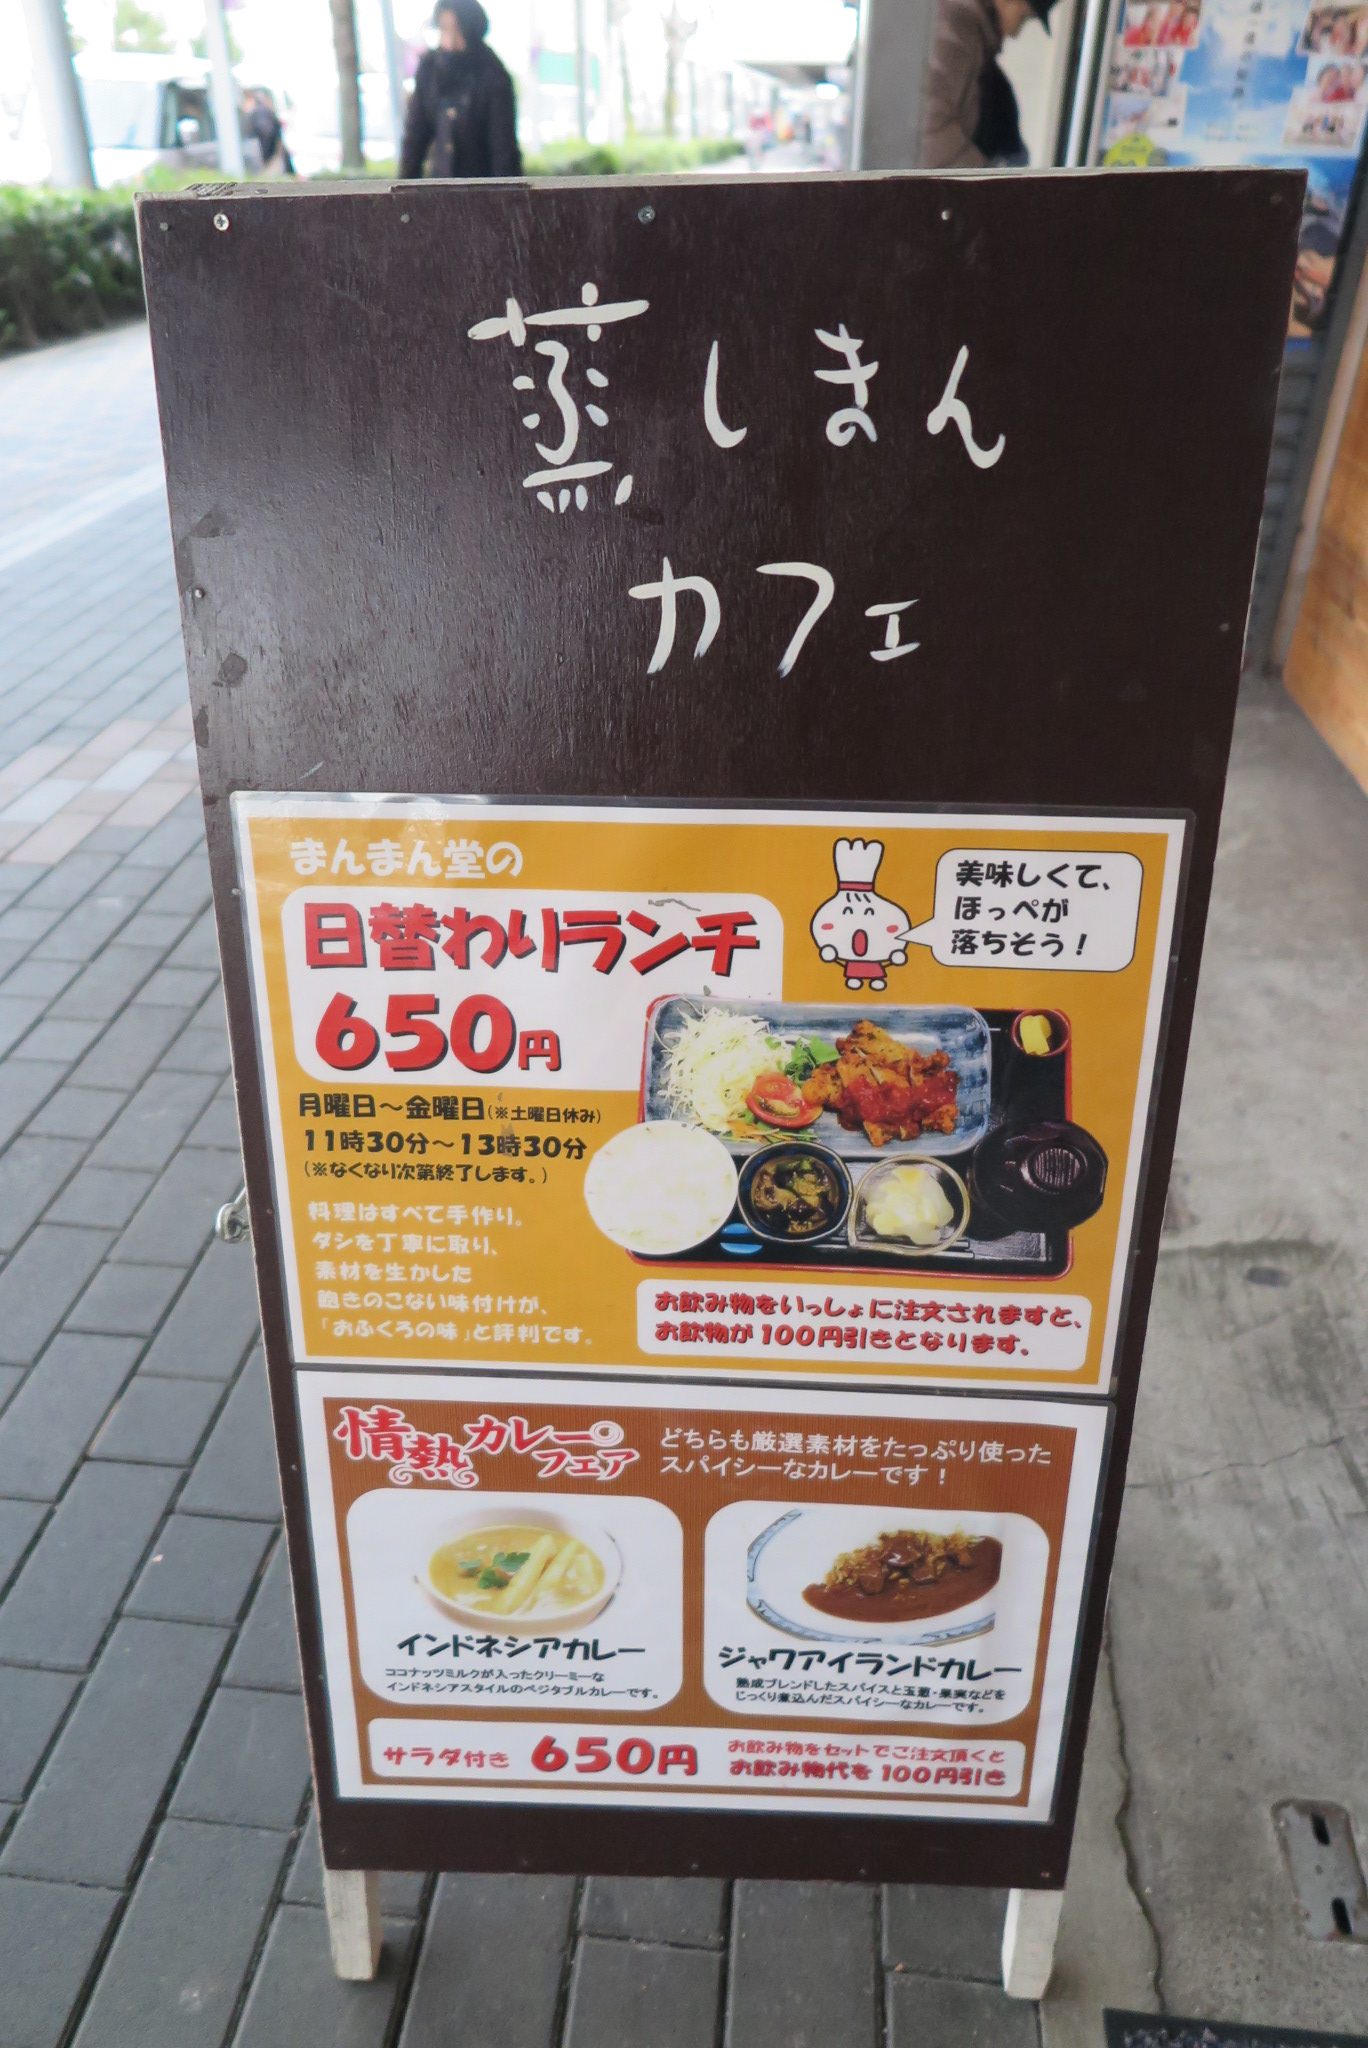 蒸しまん
カフェ
まんまん堂の
日替わりランチ
650円
美味しくて、
ほっぺが
落ちそう！
月曜日～金曜日(※土曜日休み)
11時30分～13時30分
(※なくなり次第終了します。)
料理はすべて手作り。
ダシを丁寧に取り、
素材を生かした
飽きのこない味付けが、
「おふくろの味」と評判です。
お飲み物をいっしょに注文されますと、
お飲物が100円引きとなります。
情熱カレーフェア
どちらも厳選素材をたっぷり使った
スパイシーなカレーです！
インドネシアカレー
ココナッツミルクが入ったクリーミーな
インドネシアスタイルのベジタブルカレーです。
ジャワアイランドカレー
熟成ブレンドしたスパイスと玉葱・果実などを
じっくり煮込んだスパイシーなカレーです。
サラダ付き 650円
お飲み物をセットでご注文頂くと
お飲み物代を100円引き